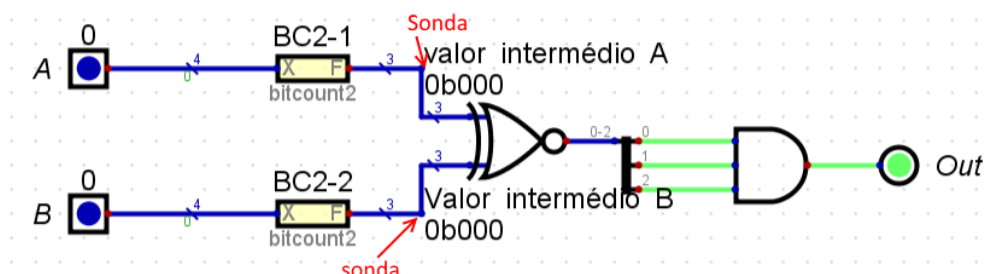 Sonda
0
BC2-1
valor intermédio A
A
4
0
X F
3
bitcount2
0b000
3
0-2
0
1
2
Out
3
0
BC2-2
Valor intermédio B
B
4
0
X F
3
bitcount2
0b000
sonda